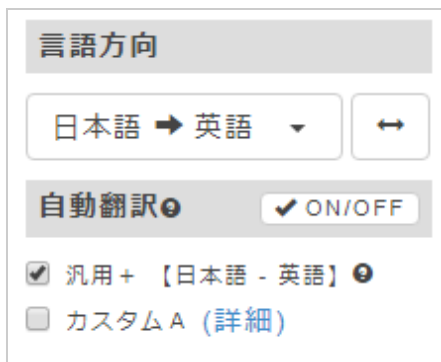 言語方向
日本語 ➡ 英語
自動翻訳 ON/OFF
汎用+ 【日本語 - 英語】
カスタムA (詳細)